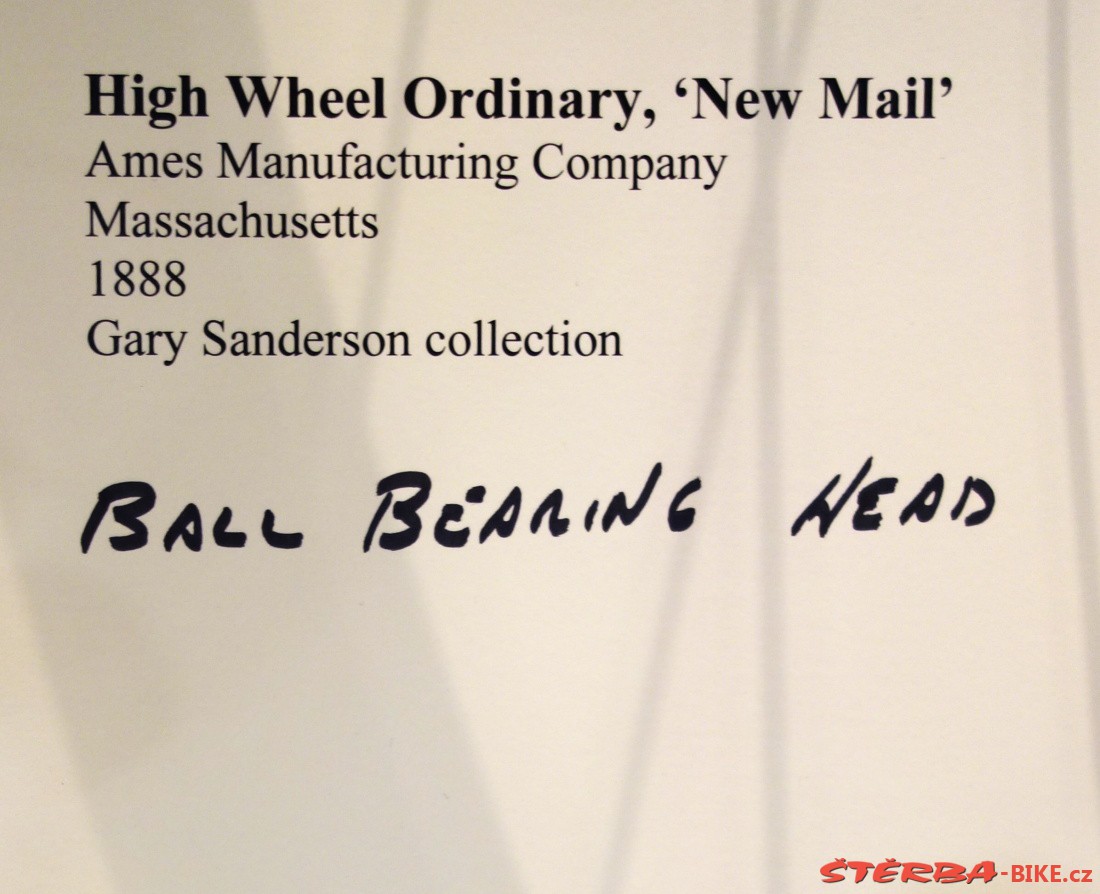 High Wheel Ordinary, ‘New Mail’
Ames Manufacturing Company
Massachusetts
1888
Gary Sanderson collection
BALL BEARING HEAD
ŠTĚRBA-BIKE.cz